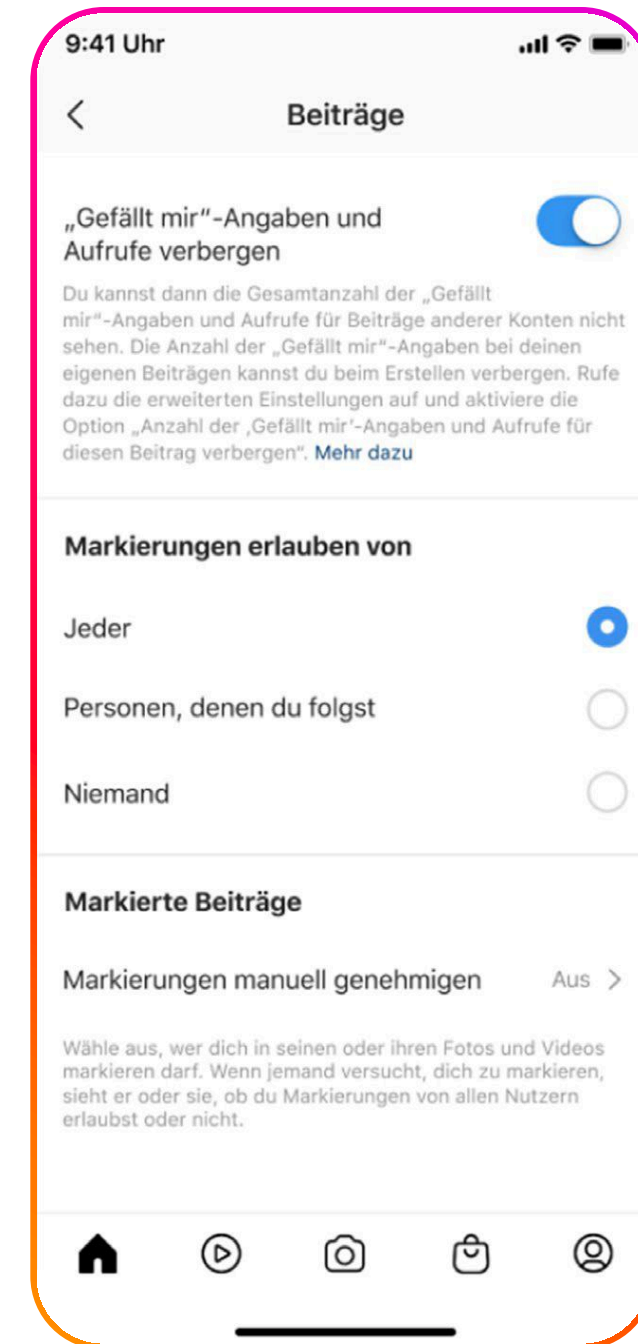 9:41 Uhr
Beiträge
„Gefällt mir"-Angaben und
Aufrufe verbergen
Du kannst dann die Gesamtanzahl der „Gefällt
mir"-Angaben und Aufrufe für Beiträge anderer Konten nicht
sehen. Die Anzahl der „Gefällt mir"-Angaben bei deinen
eigenen Beiträgen kannst du beim Erstellen verbergen. Rufe
dazu die erweiterten Einstellungen auf und aktiviere die
Option „Anzahl der ‚Gefällt mir'-Angaben und Aufrufe für
diesen Beitrag verbergen". Mehr dazu
Markierungen erlauben von
Jeder
Personen, denen du folgst
Niemand
Markierte Beiträge
Markierungen manuell genehmigen Aus
Wähle aus, wer dich in seinen oder ihren Fotos und Videos
markieren darf. Wenn jemand versucht, dich zu markieren,
sieht er oder sie, ob du Markierungen von allen Nutzern
erlaubst oder nicht.